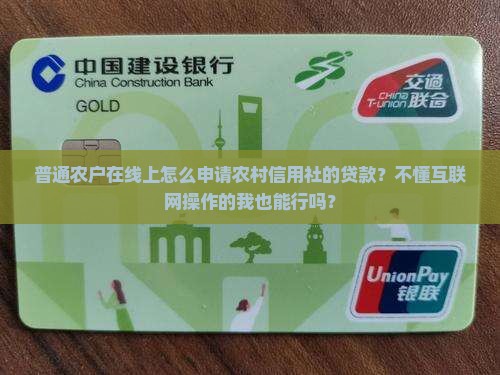 中国建设银行
China Construction Bank
GOLD
交通
联合
CHINA
T-UNION
普通农户在线上怎么申请农村信用社的贷款？不懂互联
网操作的我也能行吗？
UnionPay
银联